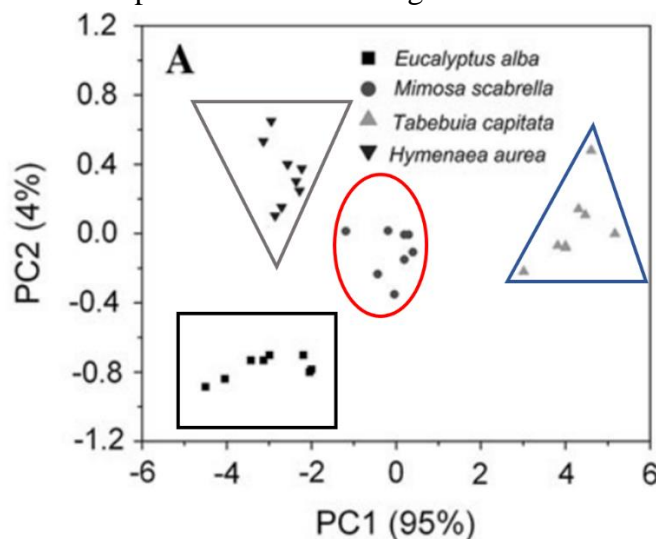 A
Eucalyptus alba
Mimosa scabrella
Tabebuia capitata
Hymenaea aurea
1.2
0.8
0.4
0.0
-0.4
-0.8
-1.2
PC2 (4%)
-6 -4 -2 0 2 4 6
PC1 (95%)